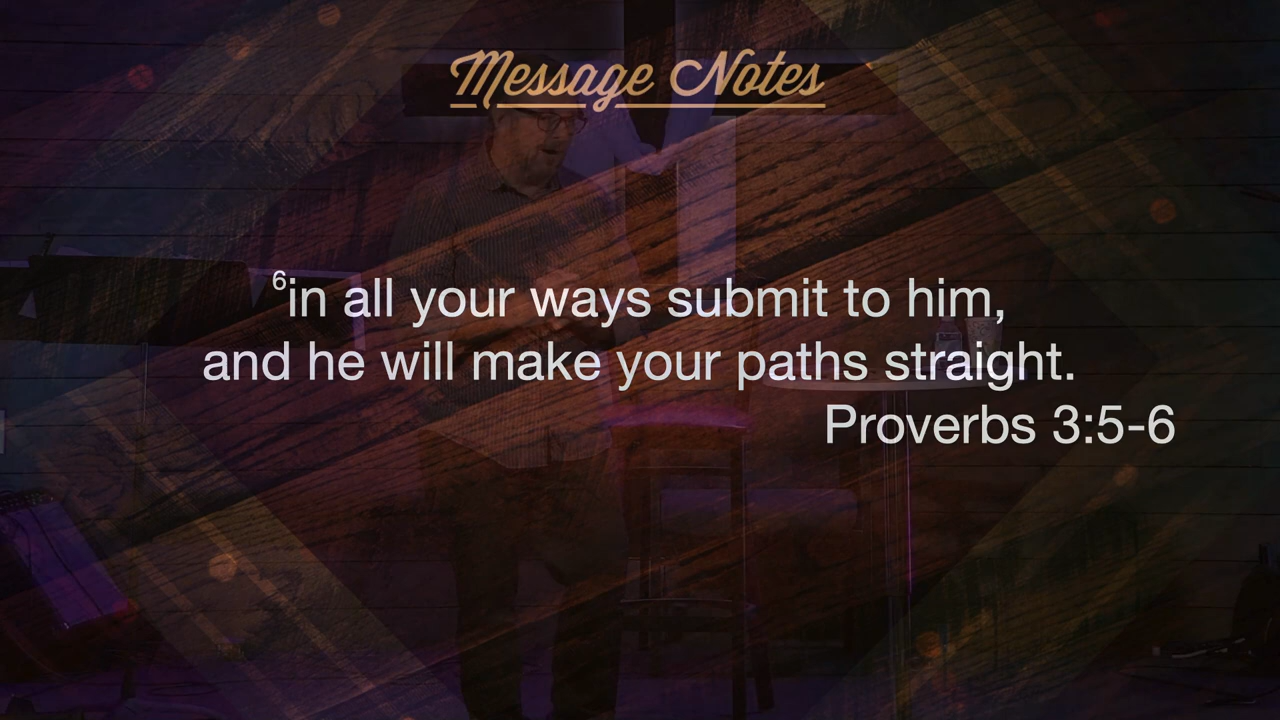 Message Notes
⁶in all your ways submit to him,
and he will make your paths straight.
Proverbs 3:5-6